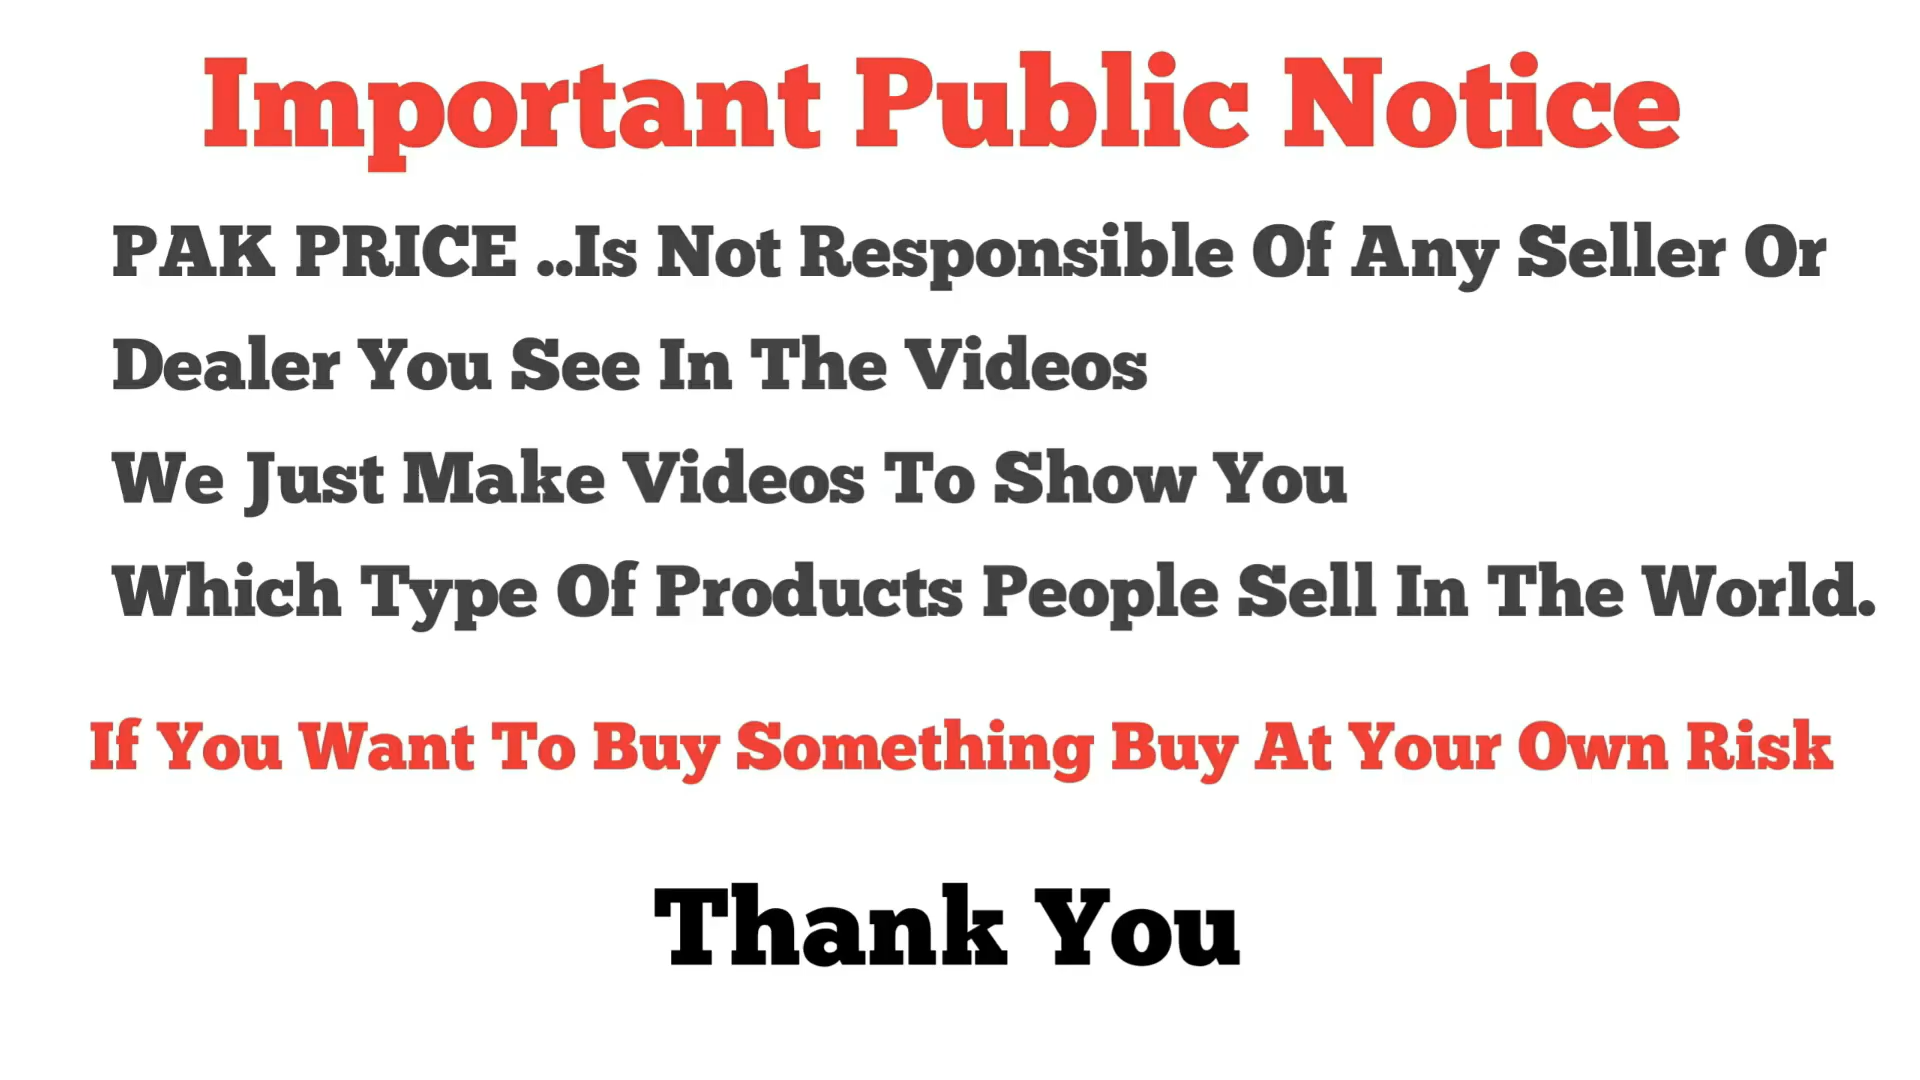 Important Public Notice
PAK PRICE ..Is Not Responsible Of Any Seller Or
Dealer You See In The Videos
We Just Make Videos To Show You
Which Type Of Products People Sell In The World.
If You Want To Buy Something Buy At Your Own Risk
Thank You